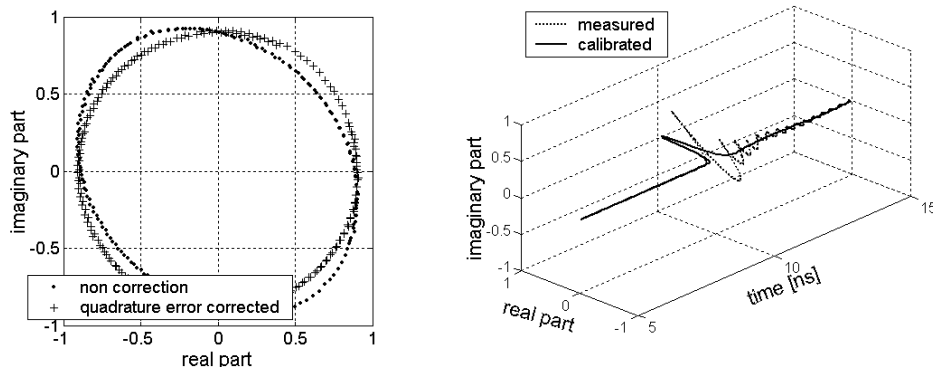 1
0.5
0
-0.5
-1
-1
-0.5
0
0.5
1
imaginary part
real part
non correction
quadrature error corrected
measured
calibrated
1
0.5
0
-0.5
-1
imaginary part
1
0
-1
real part
5
10
15
time [ns]